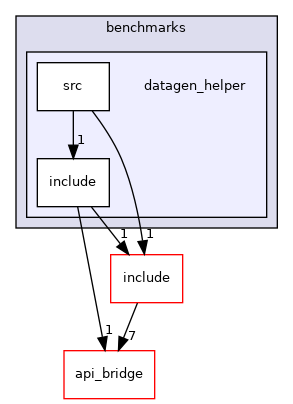 benchmarks
src
datagen_helper
1
include
1
1
include
1
7
api_bridge